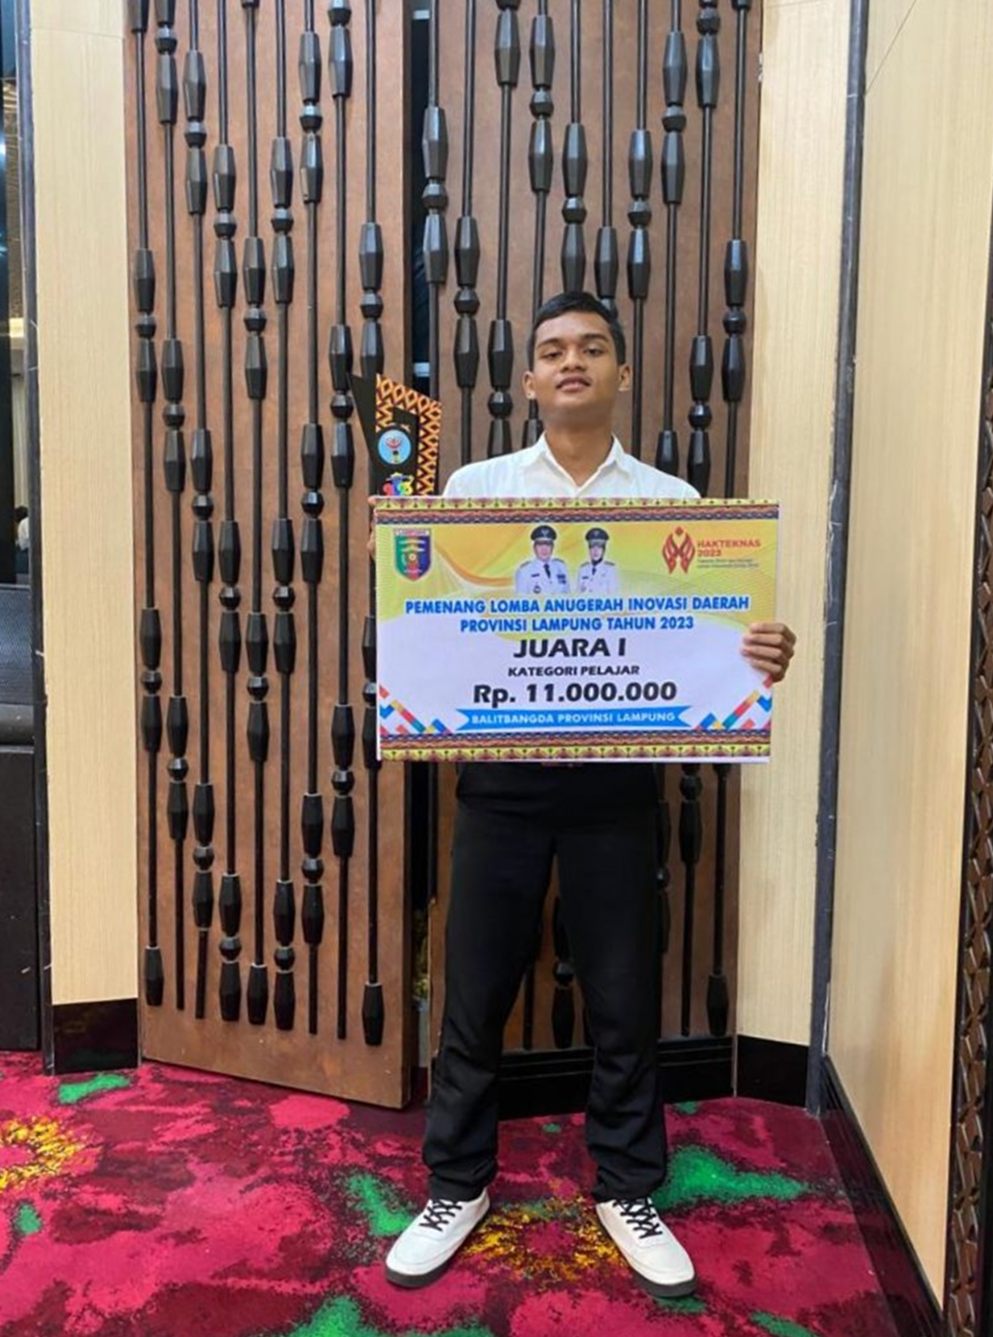 HAKTEKNAS
2023
PEMENANG LOMBA ANUGERAH INOVASI DAERAH
PROVINSI LAMPUNG TAHUN 2023
JUARA I
KATEGORI PELAJAR
Rp. 11.000.000
BALITBANGDA PROVINSI LAMPUNG